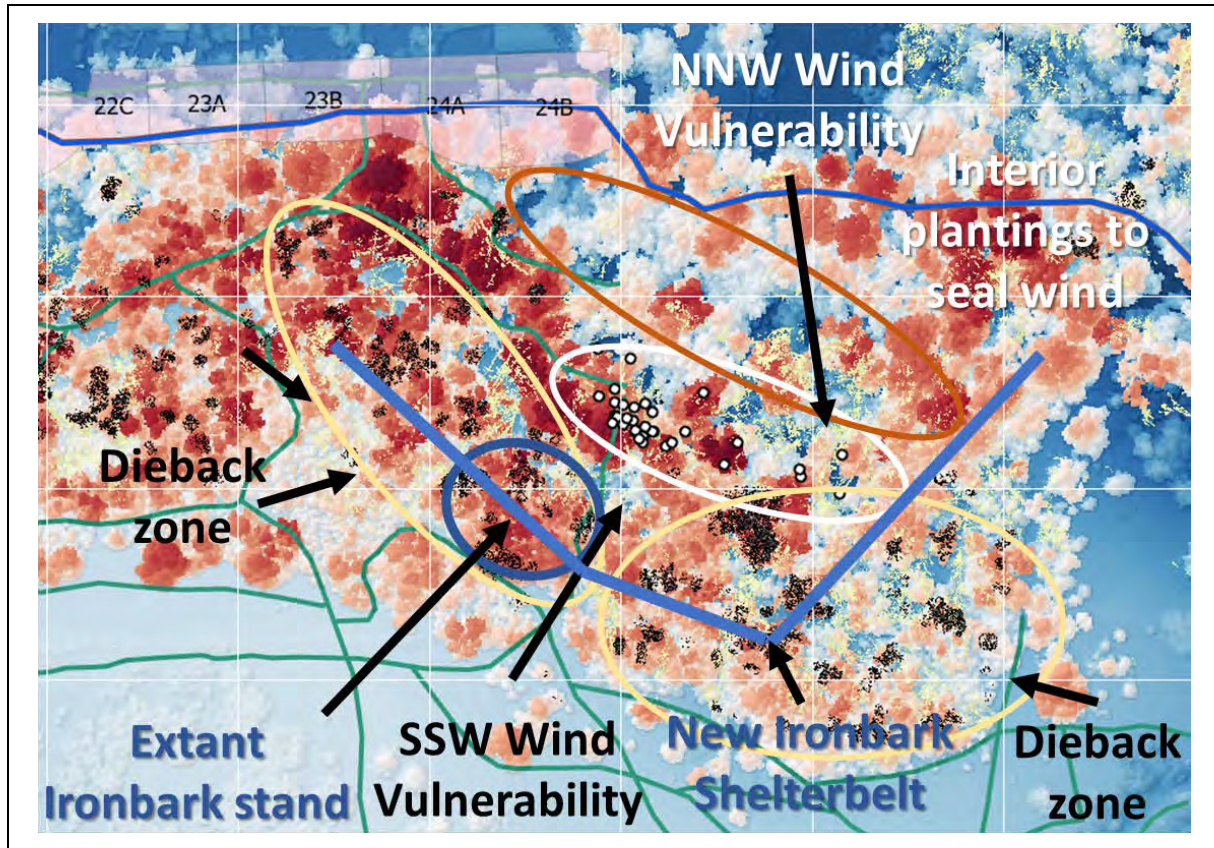 22C
23A
23B
24A
24B
NNW Wind
Vulnerability
Interior
plantings to
seal wind
Dieback
zone
Extant
Ironbark stand
SSW Wind
Vulnerability
New Ironbark
Shelterbelt
Dieback
zone